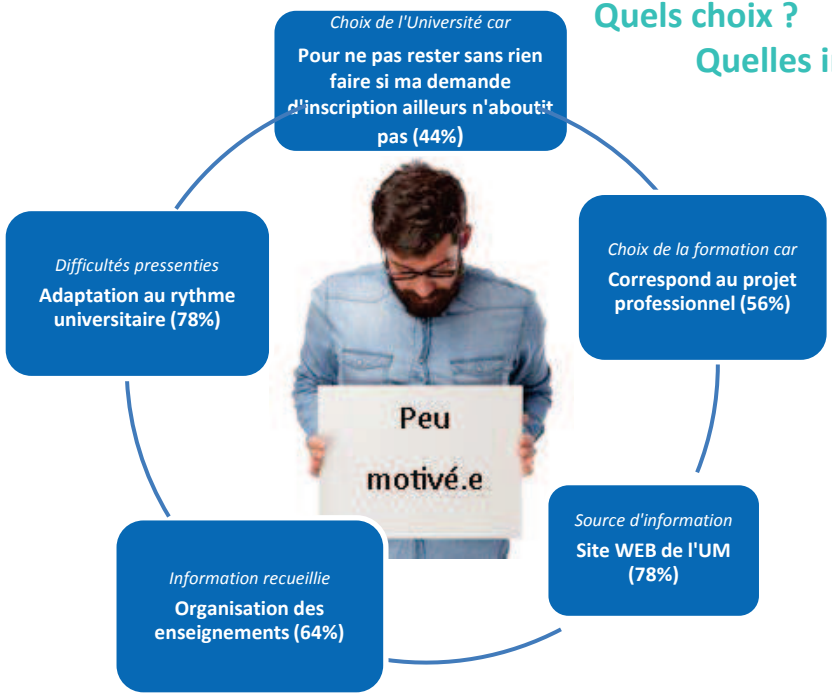 Quels choix ?
Quelles
Choix de l'Université car
Pour ne pas rester sans rien
faire si ma demande
d'inscription ailleurs n'aboutit
pas (44%)
Choix de la formation car
Correspond au projet
professionnel (56%)
Source d'information
Site WEB de l'UM
(78%)
Information recueillie
Organisation des
enseignements (64%)
Difficultés pressenties
Adaptation au rythme
universitaire (78%)
Peu
motivé.e